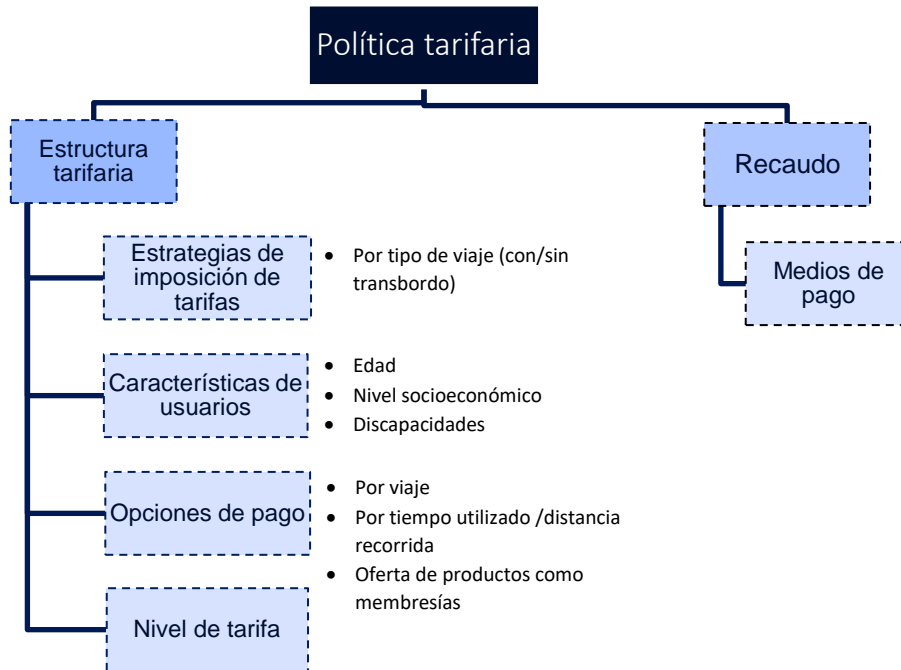 Política tarifaria
Estructura
tarifaria
Recaudo
Estrategias de
imposición de
tarifas
• Por tipo de viaje (con/sin
transbordo)
Medios de
pago
Características de
usuarios
• Edad
• Nivel socioeconómico
• Discapacidades
Opciones de pago
• Por viaje
• Por tiempo utilizado /distancia
recorrida
• Oferta de productos como
membresías
Nivel de tarifa